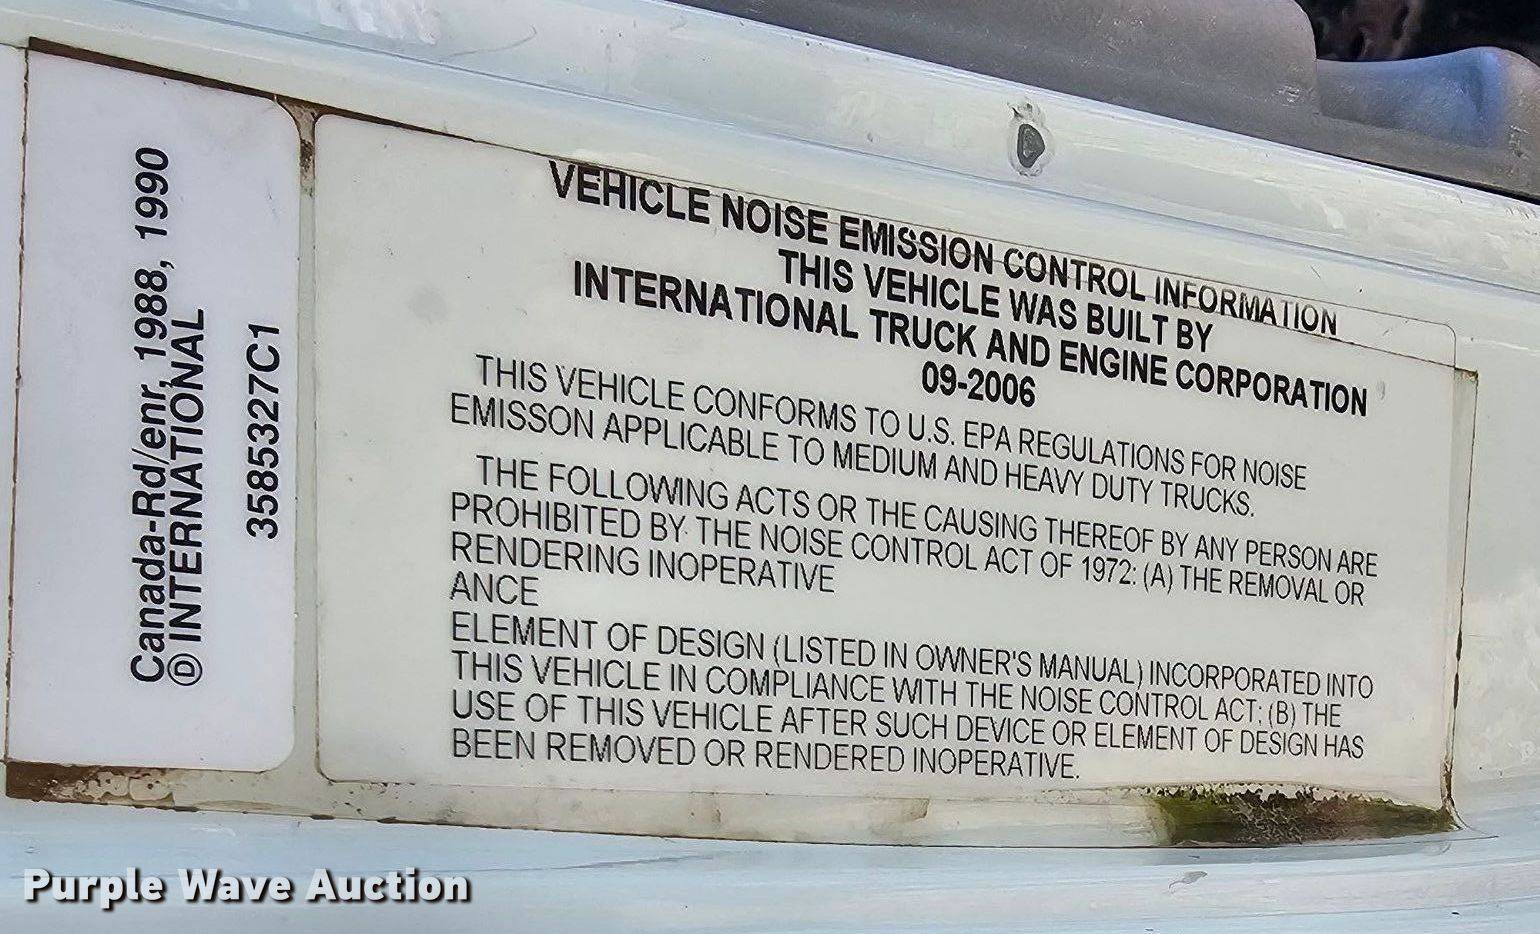 Canada-Rd/enr, 1988, 1990
Ⓓ INTERNATIONAL
3585327C1
VEHICLE NOISE EMISSION CONTROL INFORMATION
THIS VEHICLE WAS BUILT BY
INTERNATIONAL TRUCK AND ENGINE CORPORATION
09-2006
THIS VEHICLE CONFORMS TO U.S. EPA REGULATIONS FOR NOISE
EMISSON APPLICABLE TO MEDIUM AND HEAVY DUTY TRUCKS.
THE FOLLOWING ACTS OR THE CAUSING THEREOF BY ANY PERSON ARE
PROHIBITED BY THE NOISE CONTROL ACT OF 1972: (A) THE REMOVAL OR
RENDERING INOPERATIVE
ANCE
ELEMENT OF DESIGN (LISTED IN OWNER'S MANUAL) INCORPORATED INTO
THIS VEHICLE IN COMPLIANCE WITH THE NOISE CONTROL ACT; (B) THE
USE OF THIS VEHICLE AFTER SUCH DEVICE OR ELEMENT OF DESIGN HAS
BEEN REMOVED OR RENDERED INOPERATIVE.
Purple Wave Auction